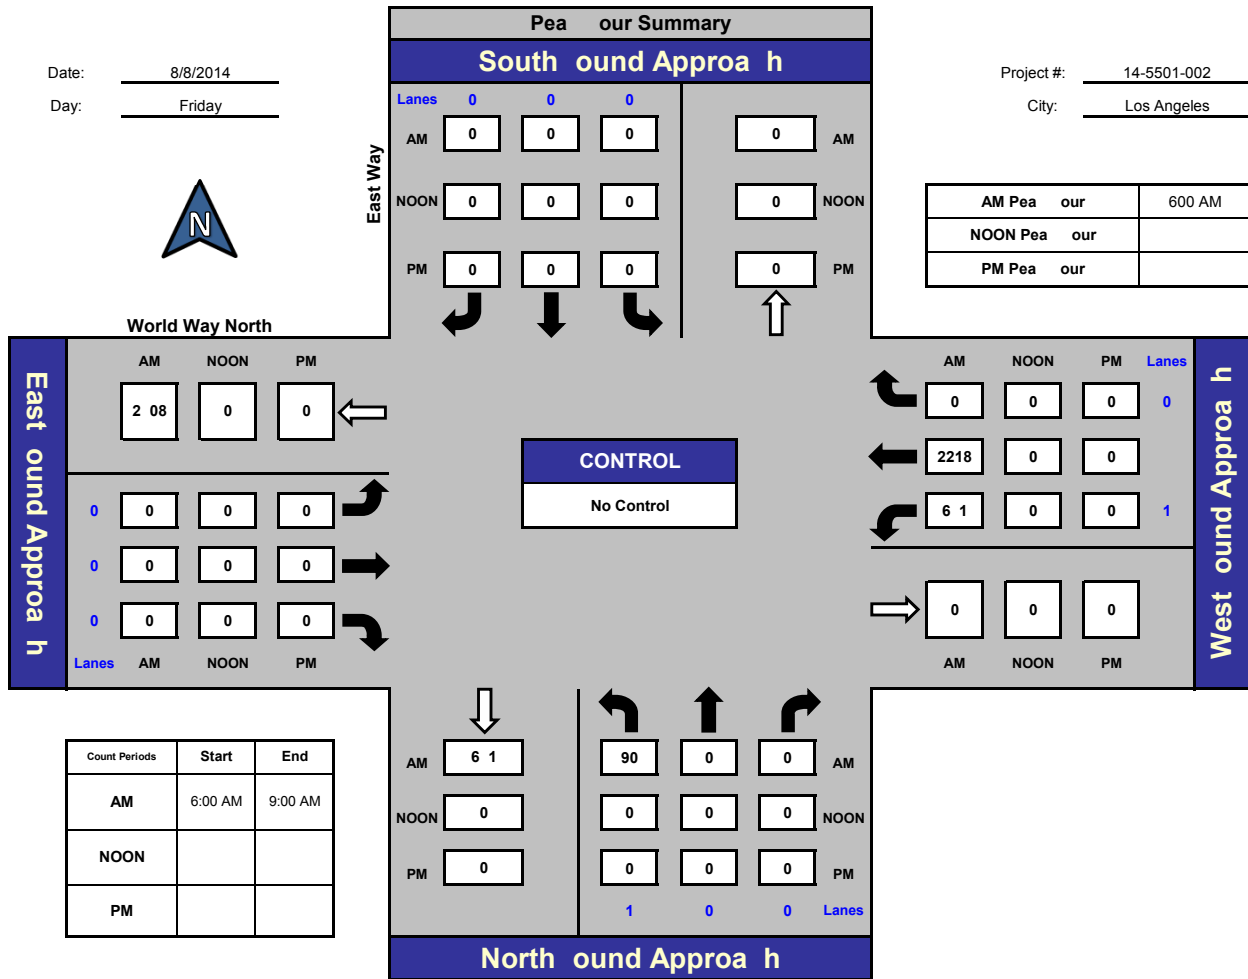 Pea our Summary
South ound Approa h
Date: 8/8/2014
Day: Friday
Project #: 14-5501-002
City: Los Angeles
Lanes 0 0 0
AM 0 0 0 0 AM
NOON 0 0 0 0 NOON
PM 0 0 0 0 PM
East Way
N
AM Pea our 600 AM
NOON Pea our
PM Pea our
World Way North
East ound Approa h
AM NOON PM
2 08 0 0
0 0 0 0
0 0 0 0
0 0 0 0
Lanes AM NOON PM
CONTROL
No Control
AM NOON PM Lanes
0 0 0 0
2218 0 0
6 1 0 0 1
0 0 0
AM NOON PM
West ound Approa h
Count Periods Start End
AM 6:00 AM 9:00 AM
NOON
PM
AM 6 1 90 0 0 AM
NOON 0 0 0 0 NOON
PM 0 0 0 0 PM
1 0 0 Lanes
North ound Approa h